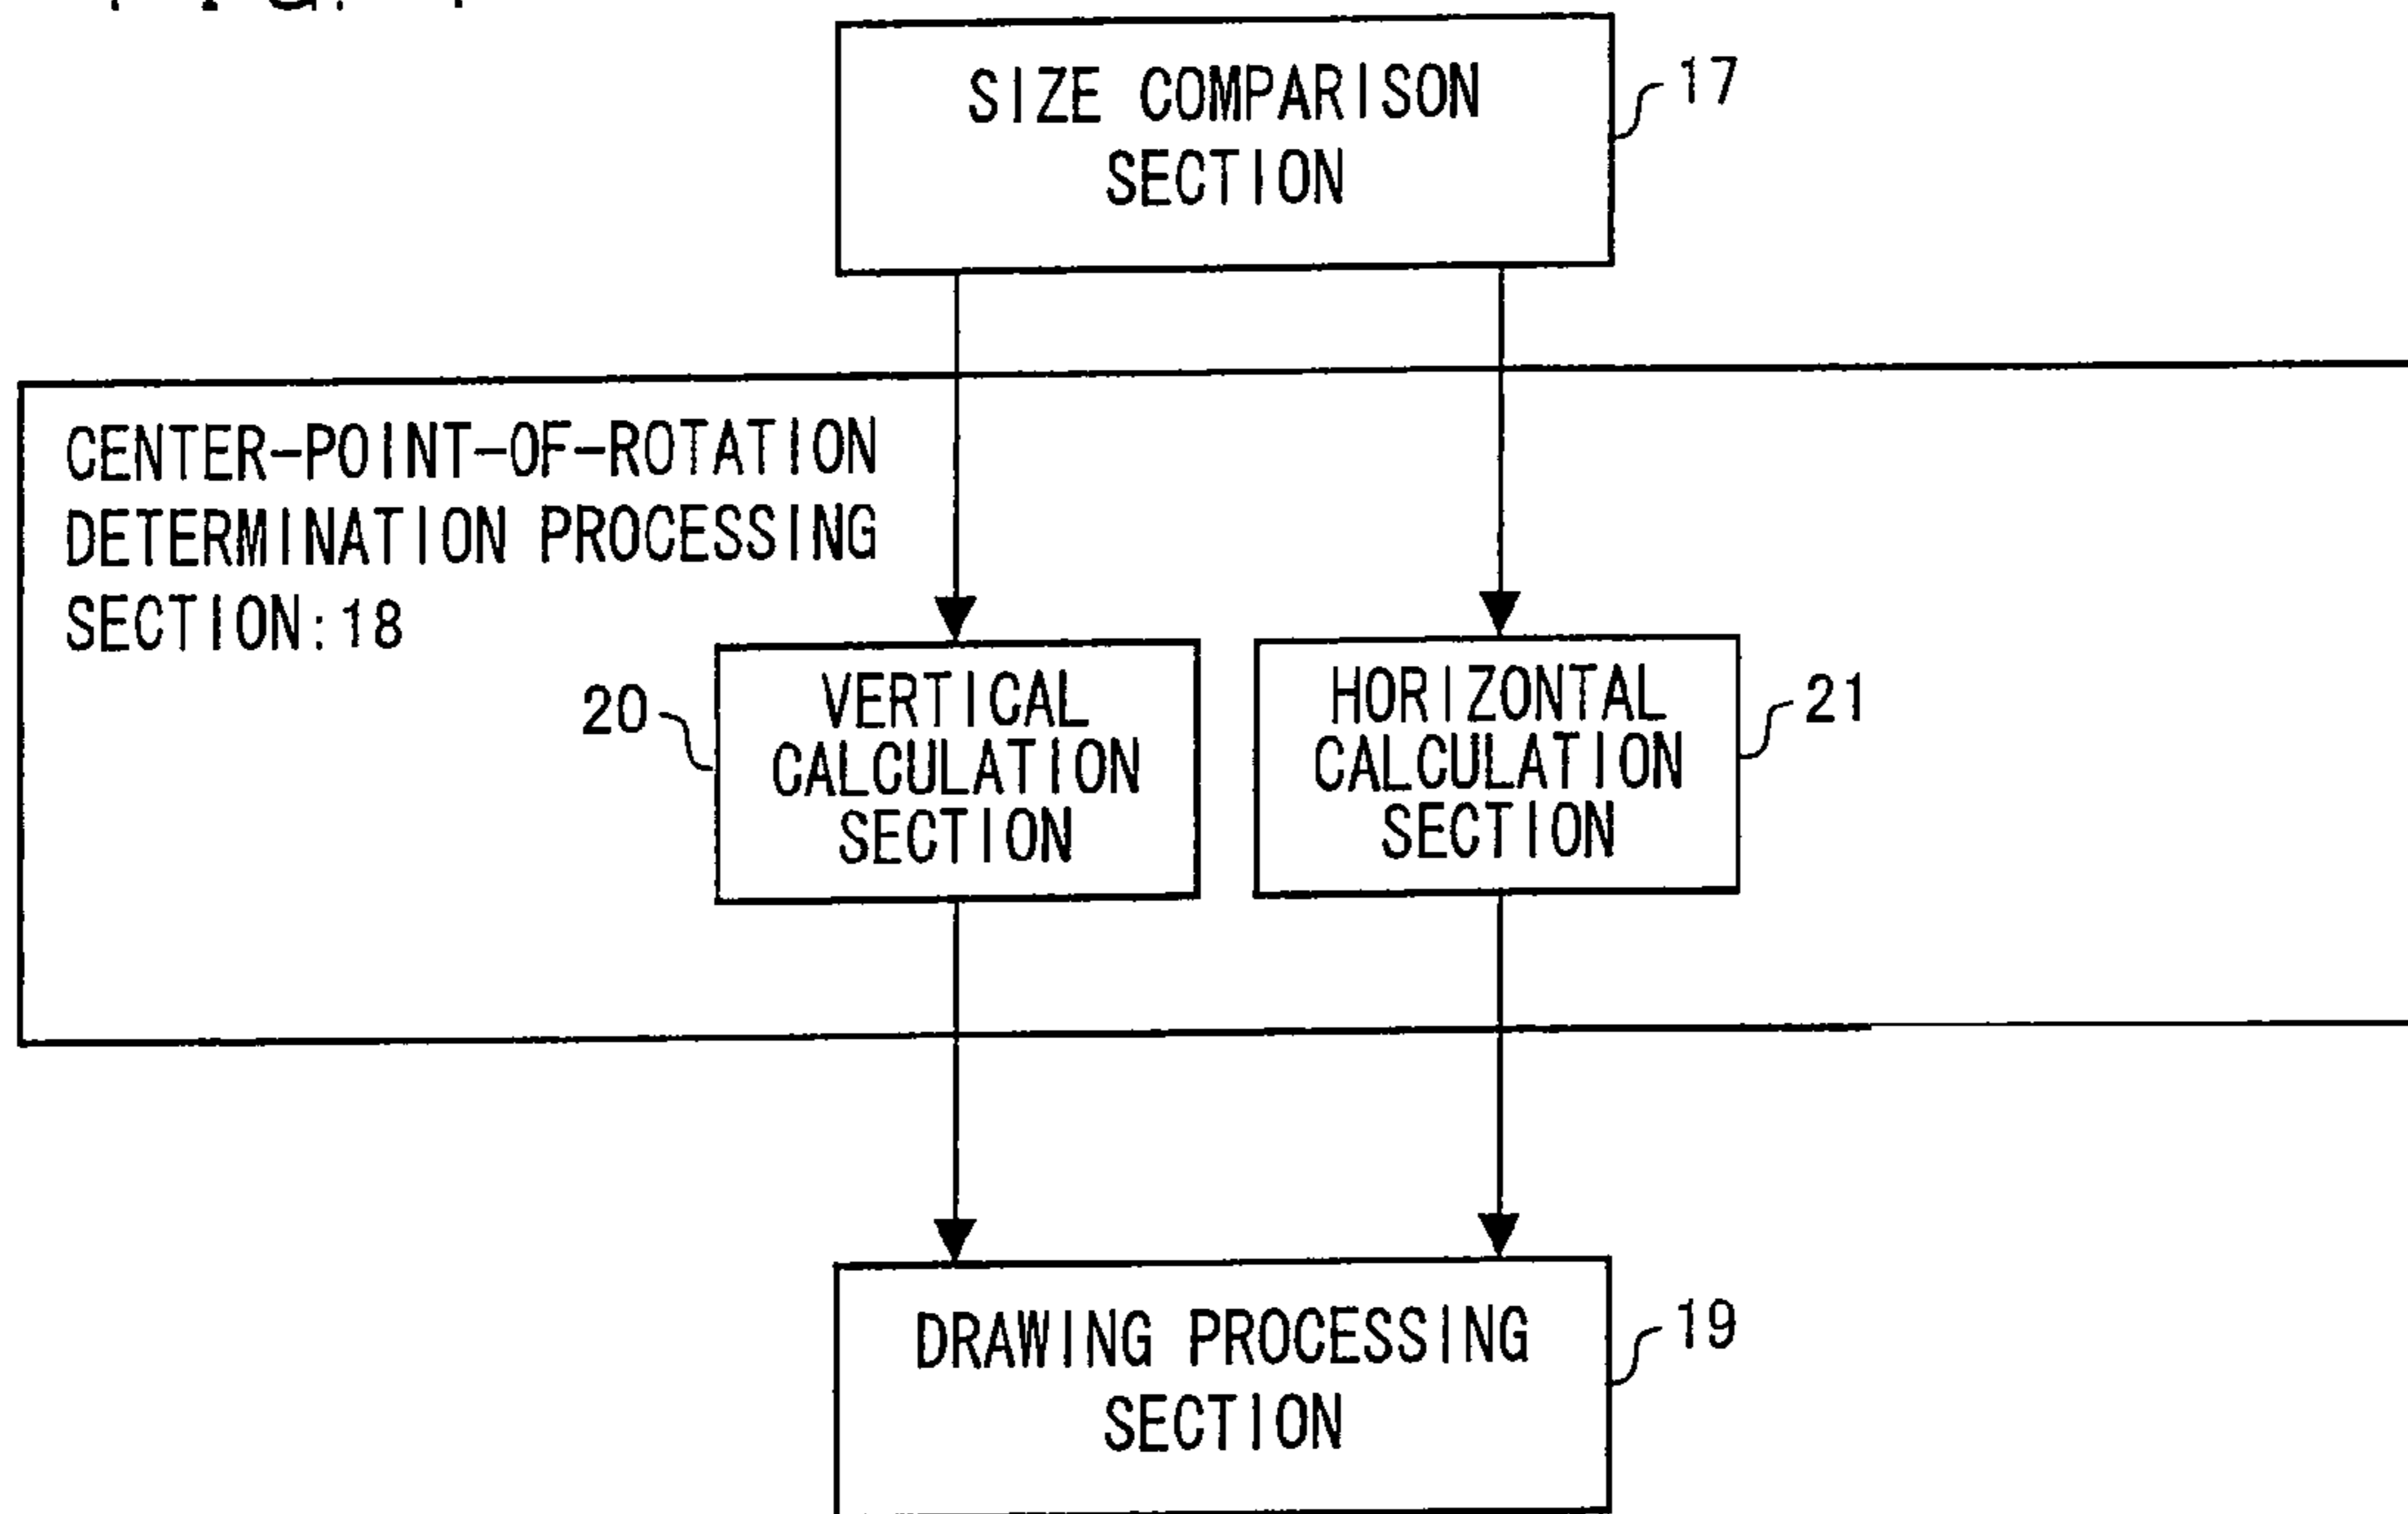 SIZE COMPARISON
SECTION
17
CENTER-POINT-OF-ROTATION
DETERMINATION PROCESSING
SECTION:18
20
VERTICAL
CALCULATION
SECTION
HORIZONTAL
CALCULATION
SECTION
21
DRAWING PROCESSING
SECTION
19